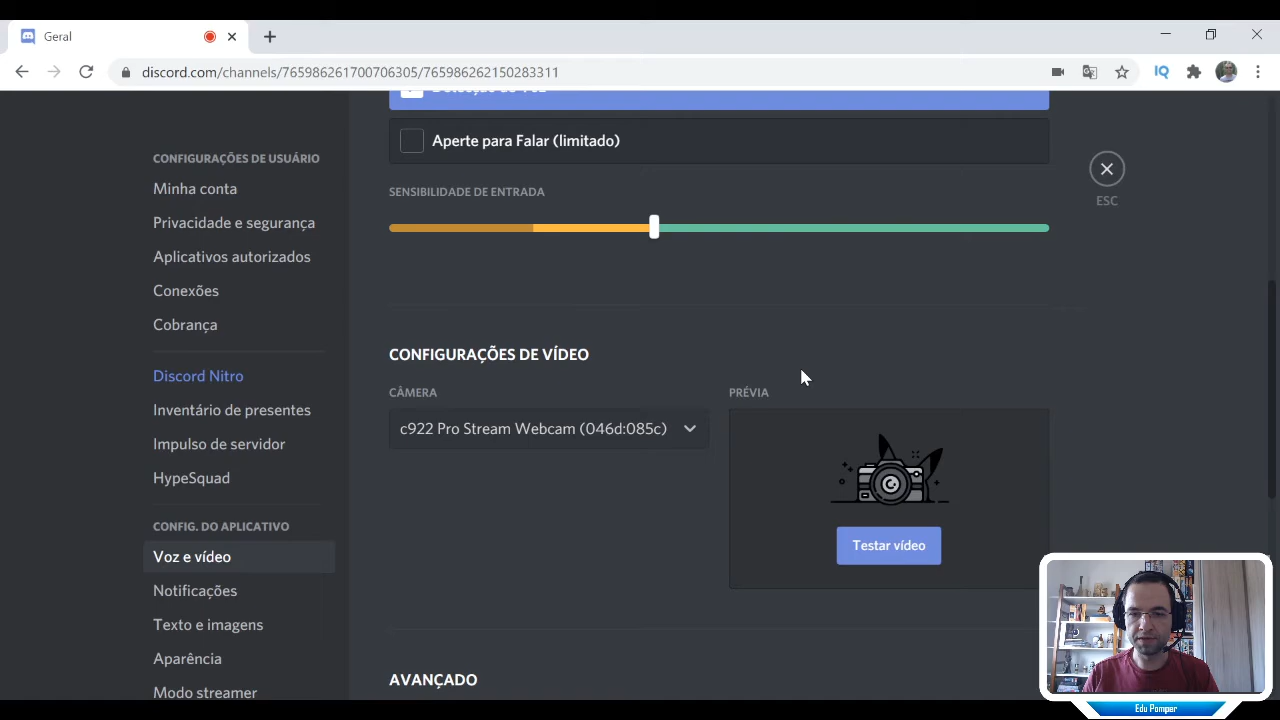 Geral
discord.com/channels/765986261700706305/765986262150283311
IQ
CONFIGURAÇÕES DE USUÁRIO
Minha conta
Privacidade e segurança
Aplicativos autorizados
Conexões
Cobrança
Discord Nitro
Inventário de presentes
Impulso de servidor
HypeSquad
CONFIG. DO APLICATIVO
Voz e vídeo
Notificações
Texto e imagens
Aparência
Modo streamer
Aperte para Falar (limitado)
SENSIBILIDADE DE ENTRADA
CONFIGURAÇÕES DE VÍDEO
CÂMERA
c922 Pro Stream Webcam (046d:085c)
PRÉVIA
Testar vídeo
AVANÇADO
ESC
Edu Pomper